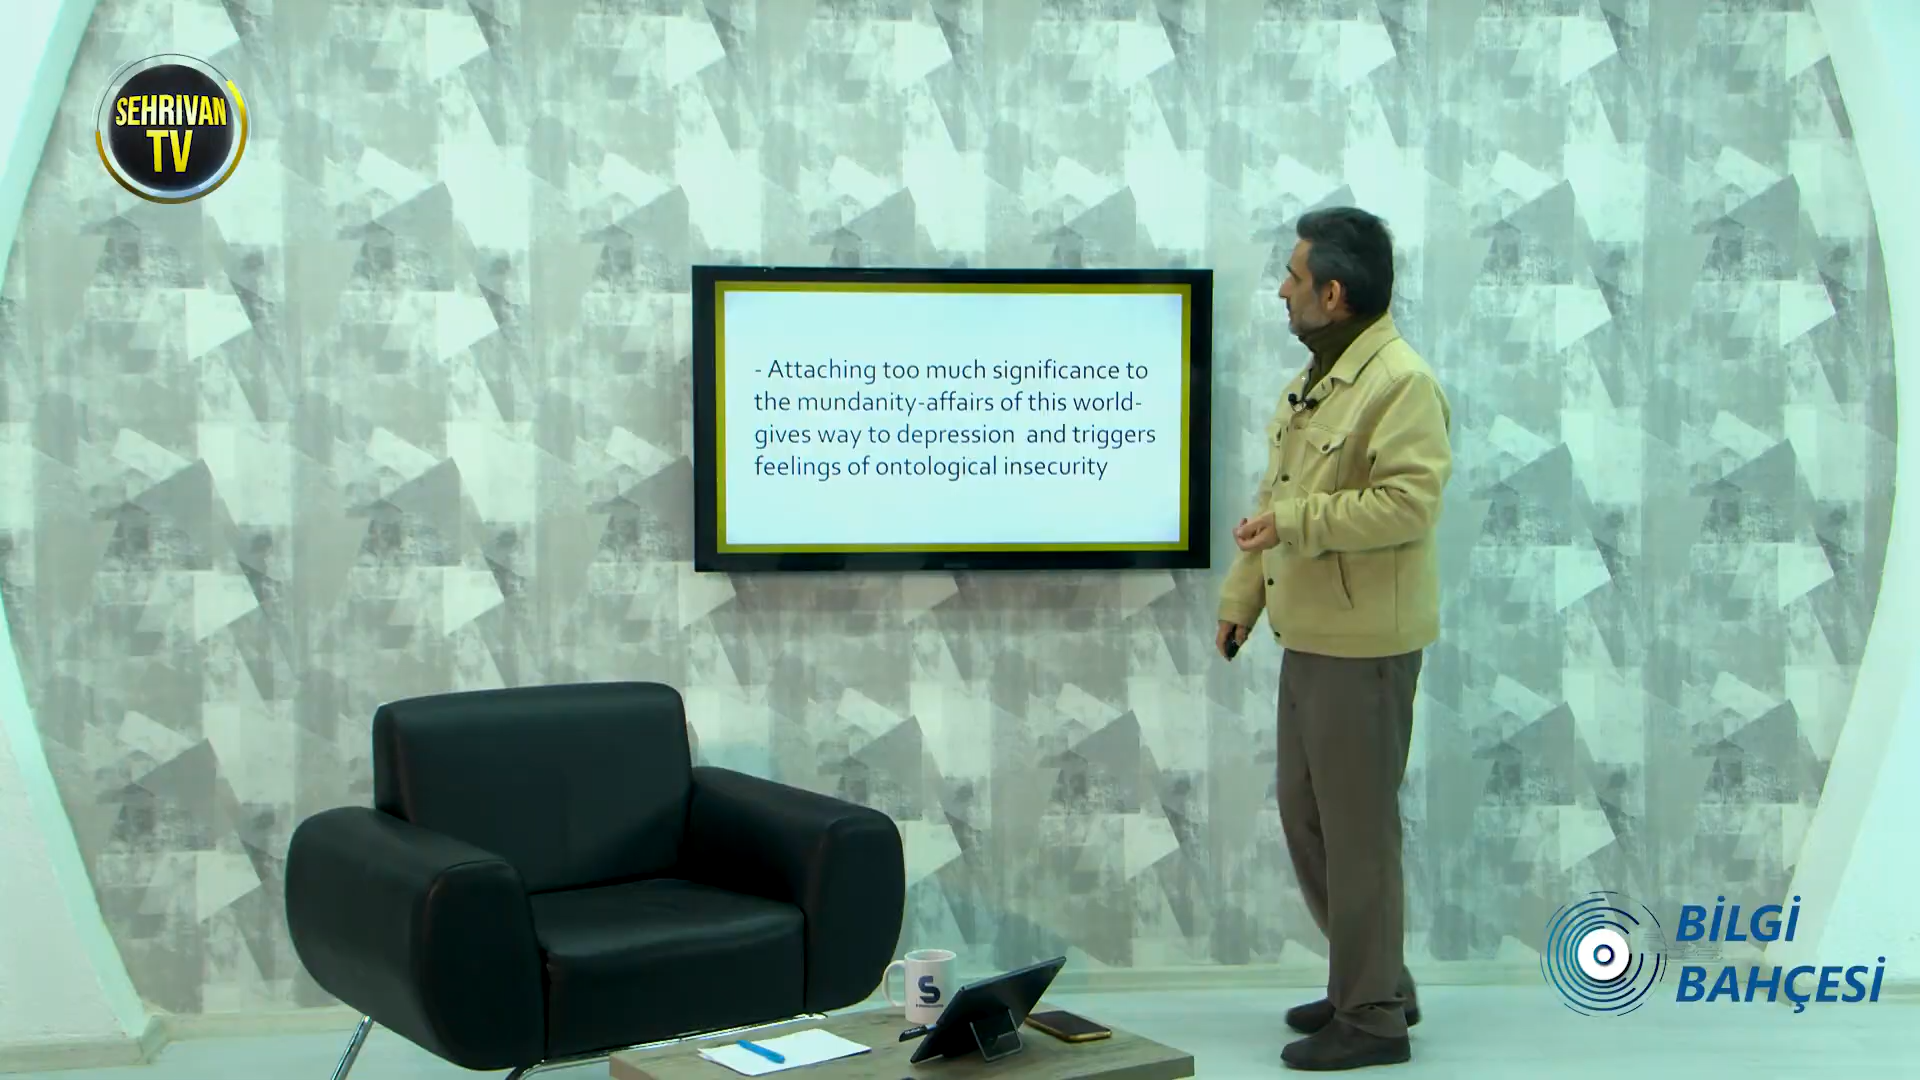 SEHRIVAN
TV
- Attaching too much significance to
the mundanity-affairs of this world-
gives way to depression  and triggers
feelings of ontological insecurity
S
BİLGİ
BAHÇESİ